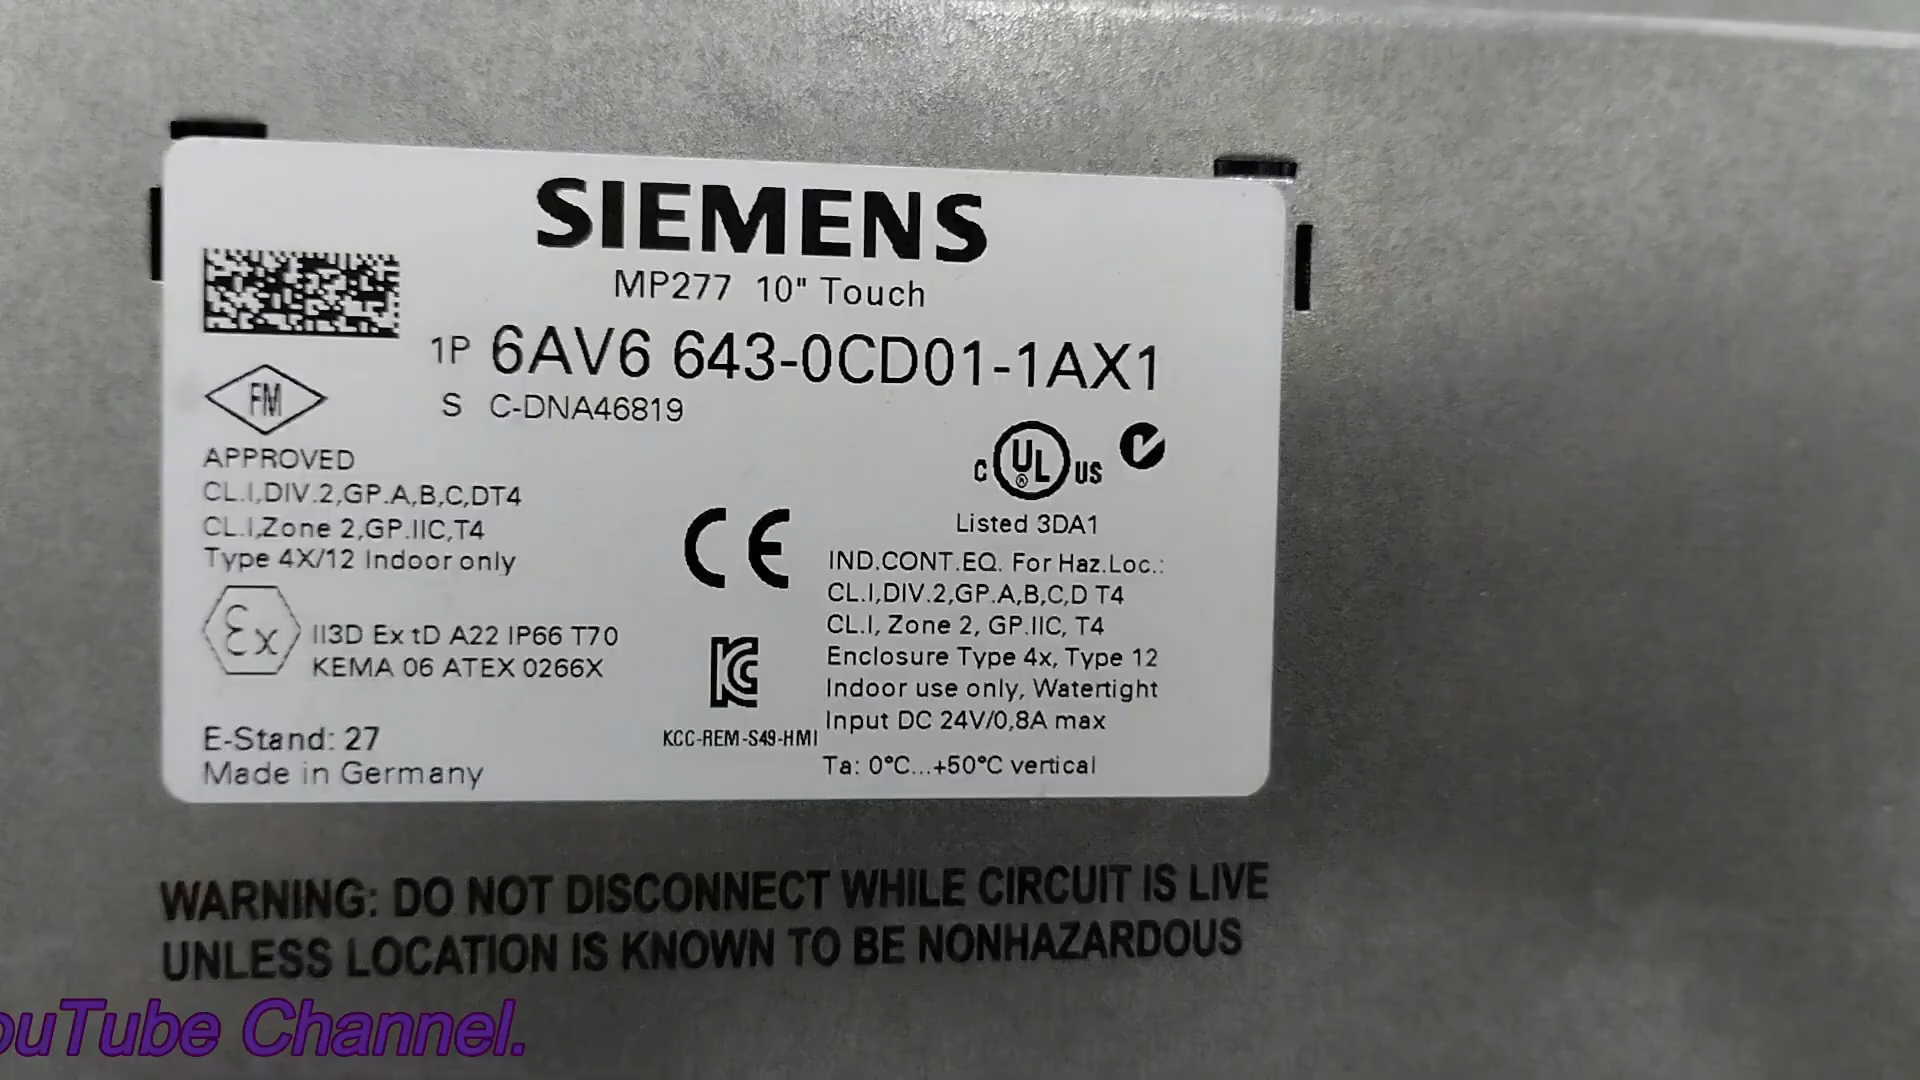 SIEMENS
MP277 10" Touch
1P 6AV6 643-0CD01-1AX1
S C-DNA46819
FM
APPROVED
CL.I,DIV.2,GP.A,B,C,DT4
CL.I,Zone 2,GP.IIC,T4
Type 4X/12 Indoor only
Ex II3D Ex tD A22 IP66 T70
KEMA 06 ATEX 0266X
E-Stand: 27
Made in Germany
CE
KC
KCC-REM-S49-HMI
C UL® US
Listed 3DA1
IND.CONT.EQ. For Haz.Loc.:
CL.I,DIV.2,GP.A,B,C,D T4
CL.I, Zone 2, GP.IIC, T4
Enclosure Type 4x, Type 12
Indoor use only, Watertight
Input DC 24V/0,8A max
Ta: 0°C...+50°C vertical
WARNING: DO NOT DISCONNECT WHILE CIRCUIT IS LIVE
UNLESS LOCATION IS KNOWN TO BE NONHAZARDOUS
ouTube Channel.